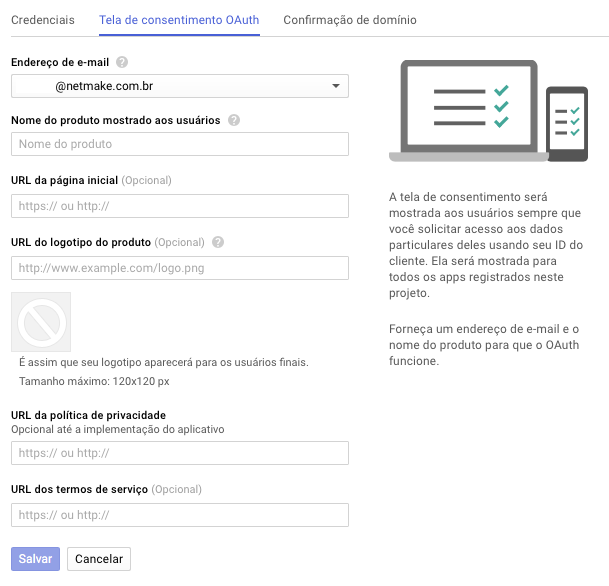 Credenciais
Tela de consentimento OAuth
Confirmação de domínio
Endereço de e-mail ?
@netmake.com.br
Nome do produto mostrado aos usuários ?
Nome do produto
URL da página inicial (Opcional)
https:// ou http://
URL do logotipo do produto (Opcional) ?
http://www.example.com/logo.png
É assim que seu logotipo aparecerá para os usuários finais.
Tamanho máximo: 120x120 px
URL da política de privacidade
Opcional até a implementação do aplicativo
https:// ou http://
URL dos termos de serviço (Opcional)
https:// ou http://
Salvar
Cancelar
A tela de consentimento será
mostrada aos usuários sempre que
você solicitar acesso aos dados
particulares deles usando seu ID do
cliente. Ela será mostrada para
todos os apps registrados neste
projeto.
Forneça um endereço de e-mail e o
nome do produto para que o OAuth
funcione.